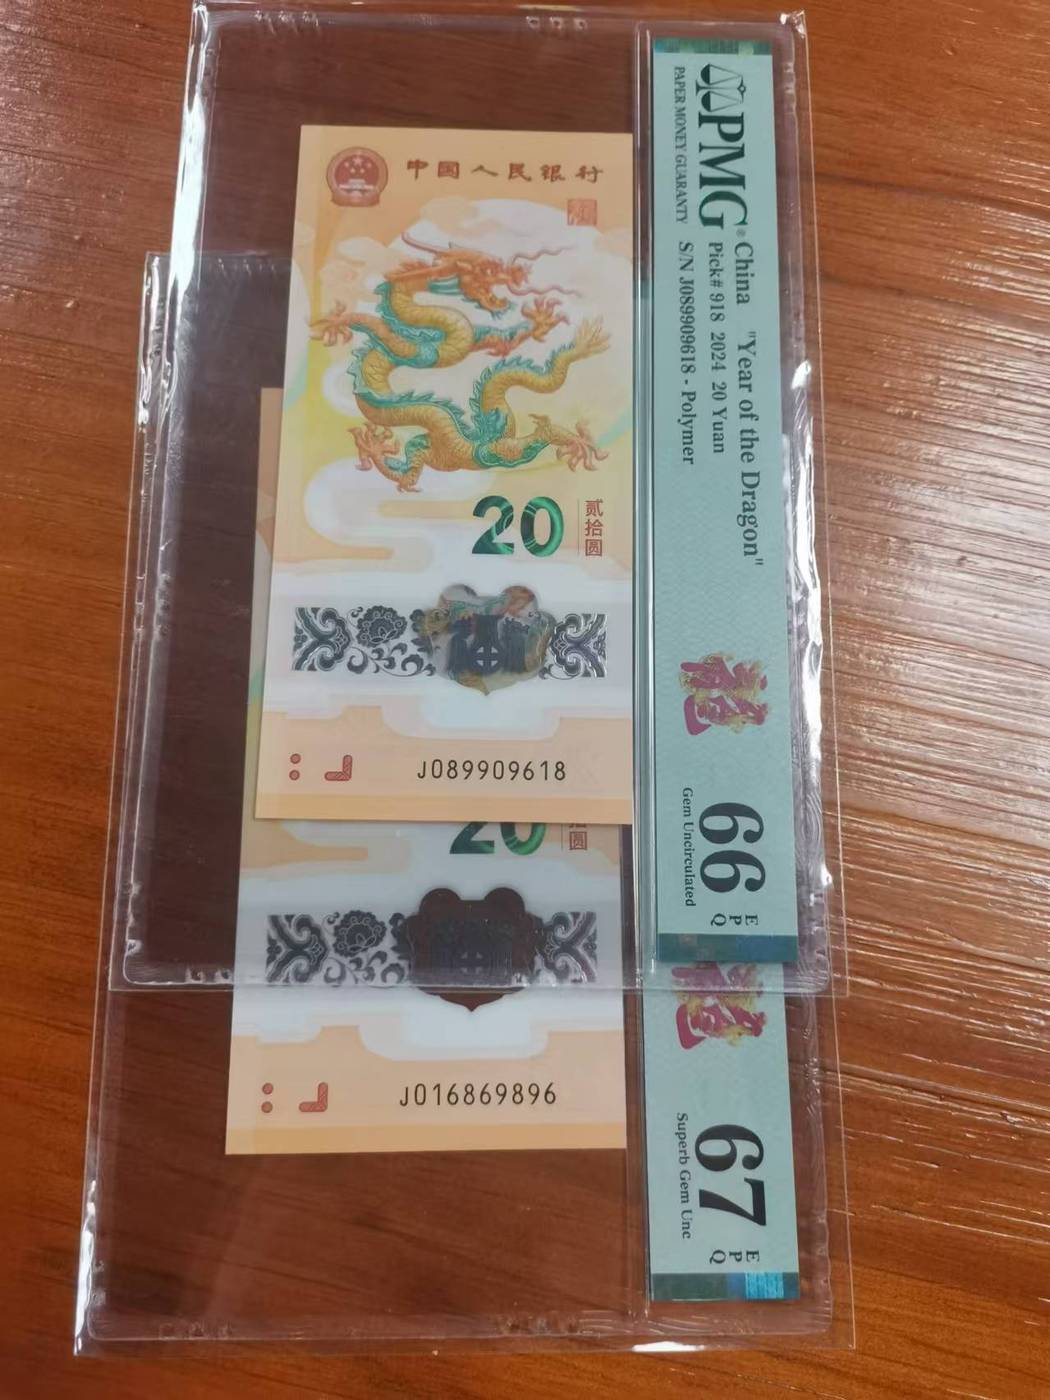 中国人民银行
20
贰拾圆
J089909618
PMG®
PAPER MONEY GUARANTY
China "Year of the Dragon"
Pick# 918 2024 20 Yuan
S/N J089909618 - Polymer
66
EPQ
Gem Uncirculated
20
拾圆
J016869896
67
EPQ
Superb Gem Unc